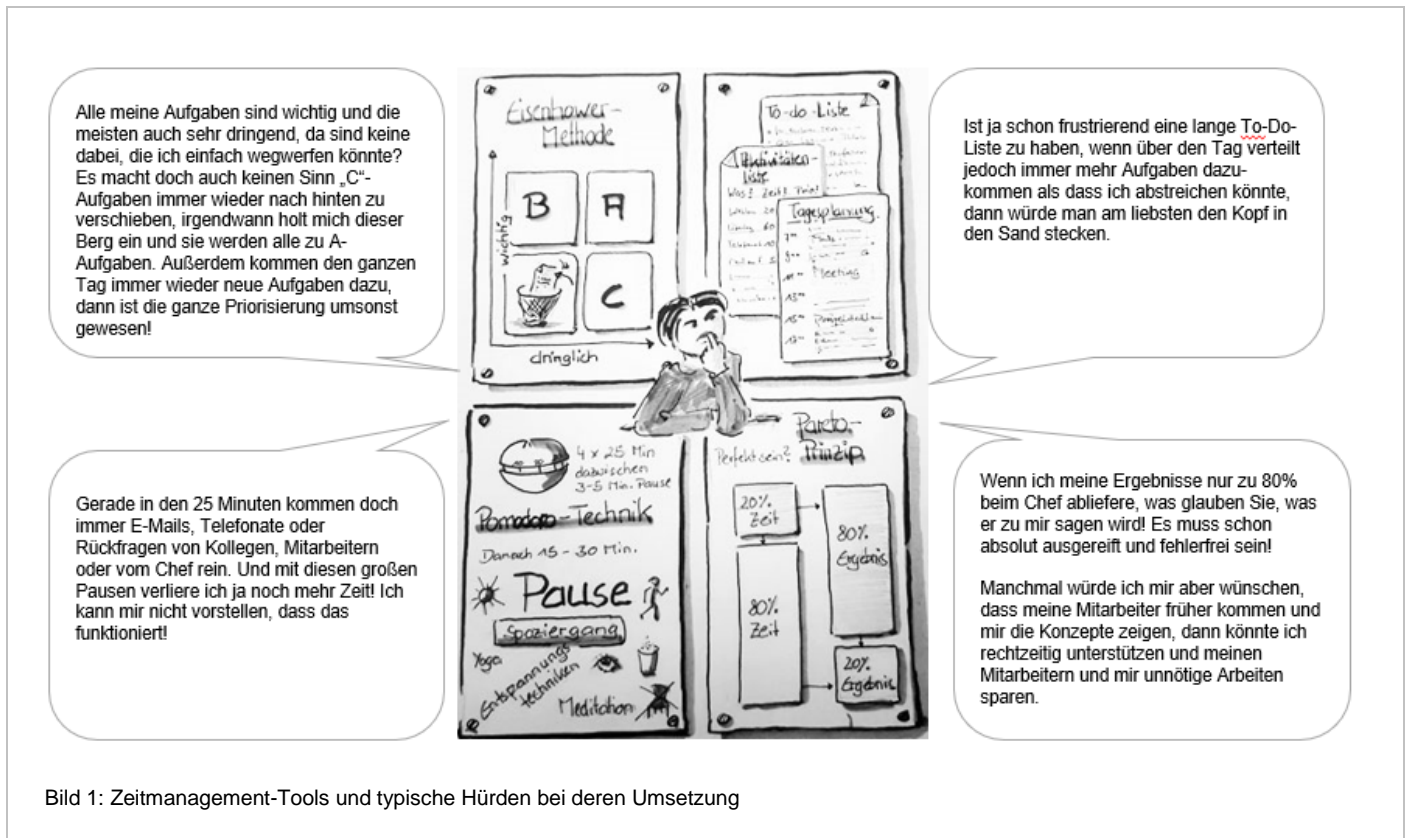 Alle meine Aufgaben sind wichtig und die
meisten auch sehr dringend, da sind keine
dabei, die ich einfach wegwerfen könnte?
Es macht doch auch keinen Sinn „C“-
Aufgaben immer wieder nach hinten zu
verschieben, irgendwann holt mich dieser
Berg ein und sie werden alle zu A-
Aufgaben. Außerdem kommen den ganzen
Tag immer wieder neue Aufgaben dazu,
dann ist die ganze Priorisierung umsonst
gewesen!
Eisenhower-
Methode
wichtig
B
A
C
dringlich
To-do-Liste
Aktivitäten-
liste
Was? Zeit?
Tagesplanung
Meeting
Ist ja schon frustrierend eine lange To-Do-
Liste zu haben, wenn über den Tag verteilt
jedoch immer mehr Aufgaben dazu-
kommen als dass ich abstreichen könnte,
dann würde man am liebsten den Kopf in
den Sand stecken.
Gerade in den 25 Minuten kommen doch
immer E-Mails, Telefonate oder
Rückfragen von Kollegen, Mitarbeitern
oder vom Chef rein. Und mit diesen großen
Pausen verliere ich ja noch mehr Zeit! Ich
kann mir nicht vorstellen, dass das
funktioniert!
4 x 25 Min
dazwischen
3-5 Min. Pause
Pomodoro-Technik
Danach 15-30 Min.
Pause
Spaziergang
Yoga
Entspannungs
techniken
Meditation
Pareto-
Prinzip
Perfekt sein?
20%
Zeit
80%
Ergebnis
80%
Zeit
20%
Ergebnis
Wenn ich meine Ergebnisse nur zu 80%
beim Chef abliefere, was glauben Sie, was
er zu mir sagen wird! Es muss schon
absolut ausgereift und fehlerfrei sein!
Manchmal würde ich mir aber wünschen,
dass meine Mitarbeiter früher kommen und
mir die Konzepte zeigen, dann könnte ich
rechtzeitig unterstützen und meinen
Mitarbeitern und mir unnötige Arbeiten
sparen.
Bild 1: Zeitmanagement-Tools und typische Hürden bei deren Umsetzung